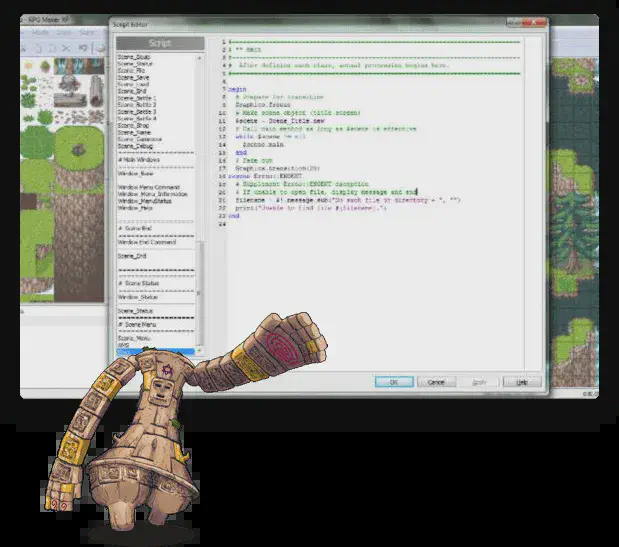 RPG Maker XP
Script Editor
Script
Scene_Equip
Scene_Status
Scene_File
Scene_Save
Scene_Load
Scene_End
Scene_Battle 1
Scene_Battle 2
Scene_Battle 3
Scene_Battle 4
Scene_Shop
Scene_Name
Scene_Gameover
Scene_Debug
# Main Windows
Window_Base
Window Menu Command
Window_Menu_Information
Window_MenuStatus
Window_Help
# Scene End
Window End Command
Scene_End
# Scene Status
Window_Status
Scene_Status
# Scene Menu
Scene_Menu
1
2 # ** Main
3
4 # After defining each class, actual processing begins here.
5
6
7 begin
8 # Prepare for transition
9 Graphics.freeze
10 # Make scene object (title screen)
11 $scene = Scene_Title.new
12 # Call main method as long as $scene is effective
13 while $scene != nil
14 $scene.main
15 end
16 # Fade out
17 Graphics.transition(20)
18 rescue Errno::ENOENT
19 # Supplement Errno::ENOENT exception
20 # If unable to open file, display message and end
21 filename = $!.message.sub("No such file or directory - ", "")
22 print("Unable to find file #{filename}.")
23 end
24
OK
Cancel
Apply
Help